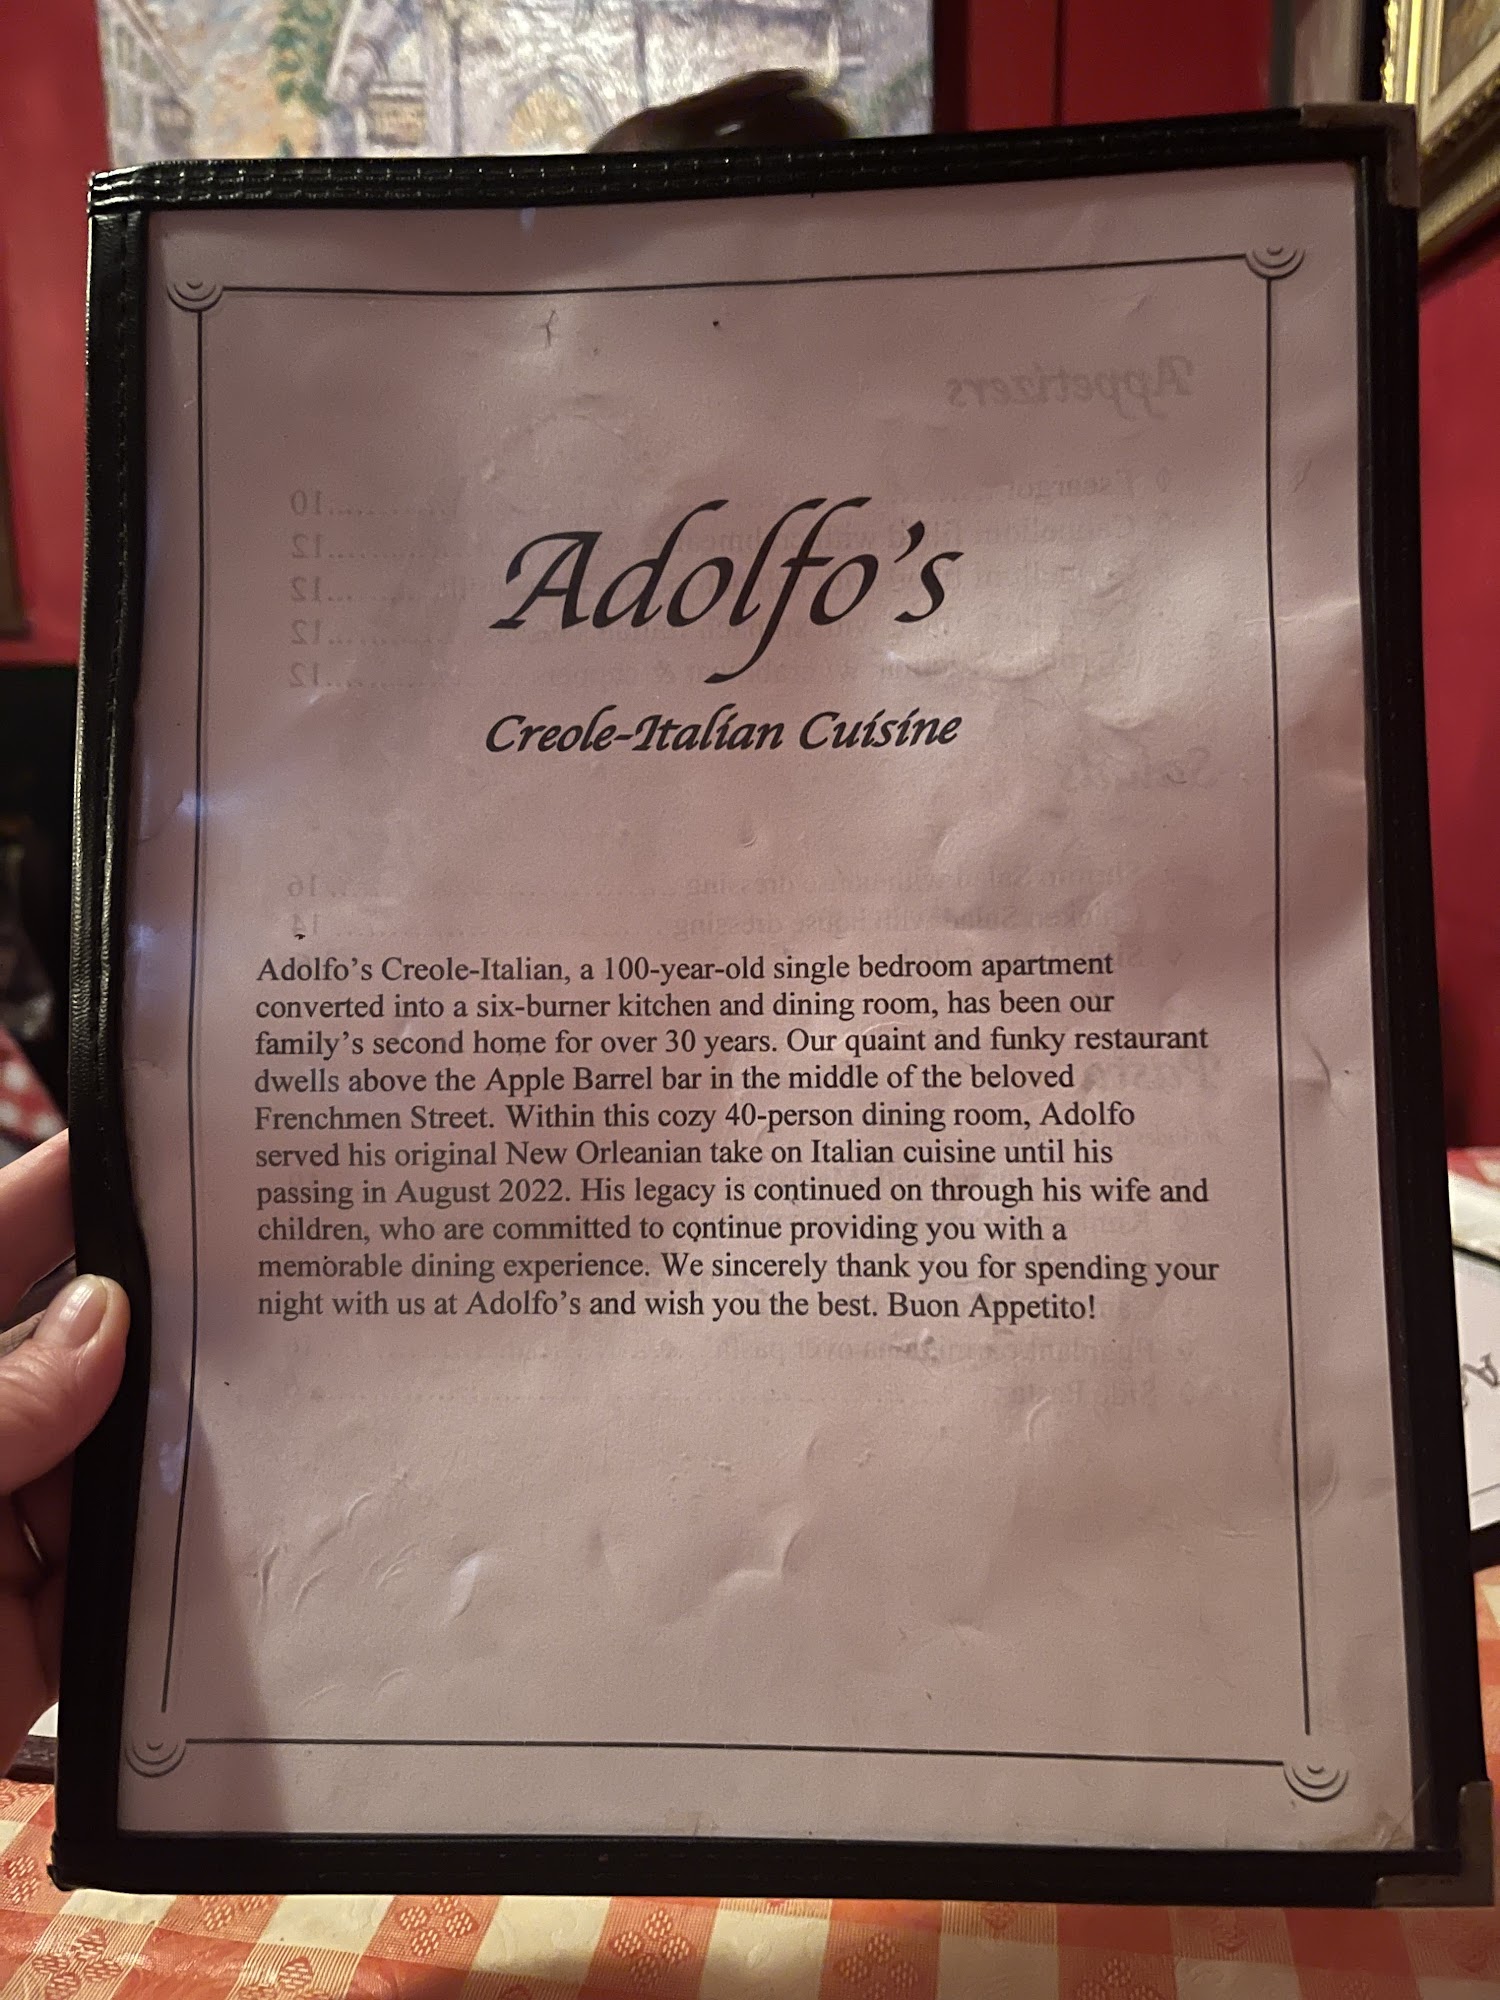 Adolfo's
Creole-Italian Cuisine
Adolfo's Creole-Italian, a 100-year-old single bedroom apartment
converted into a six-burner kitchen and dining room, has been our
family's second home for over 30 years. Our quaint and funky restaurant
dwells above the Apple Barrel bar in the middle of the beloved
Frenchmen Street. Within this cozy 40-person dining room, Adolfo
served his original New Orleanian take on Italian cuisine until his
passing in August 2022. His legacy is continued on through his wife and
children, who are committed to continue providing you with a
memorable dining experience. We sincerely thank you for spending your
night with us at Adolfo's and wish you the best. Buon Appetito!
Appetizers